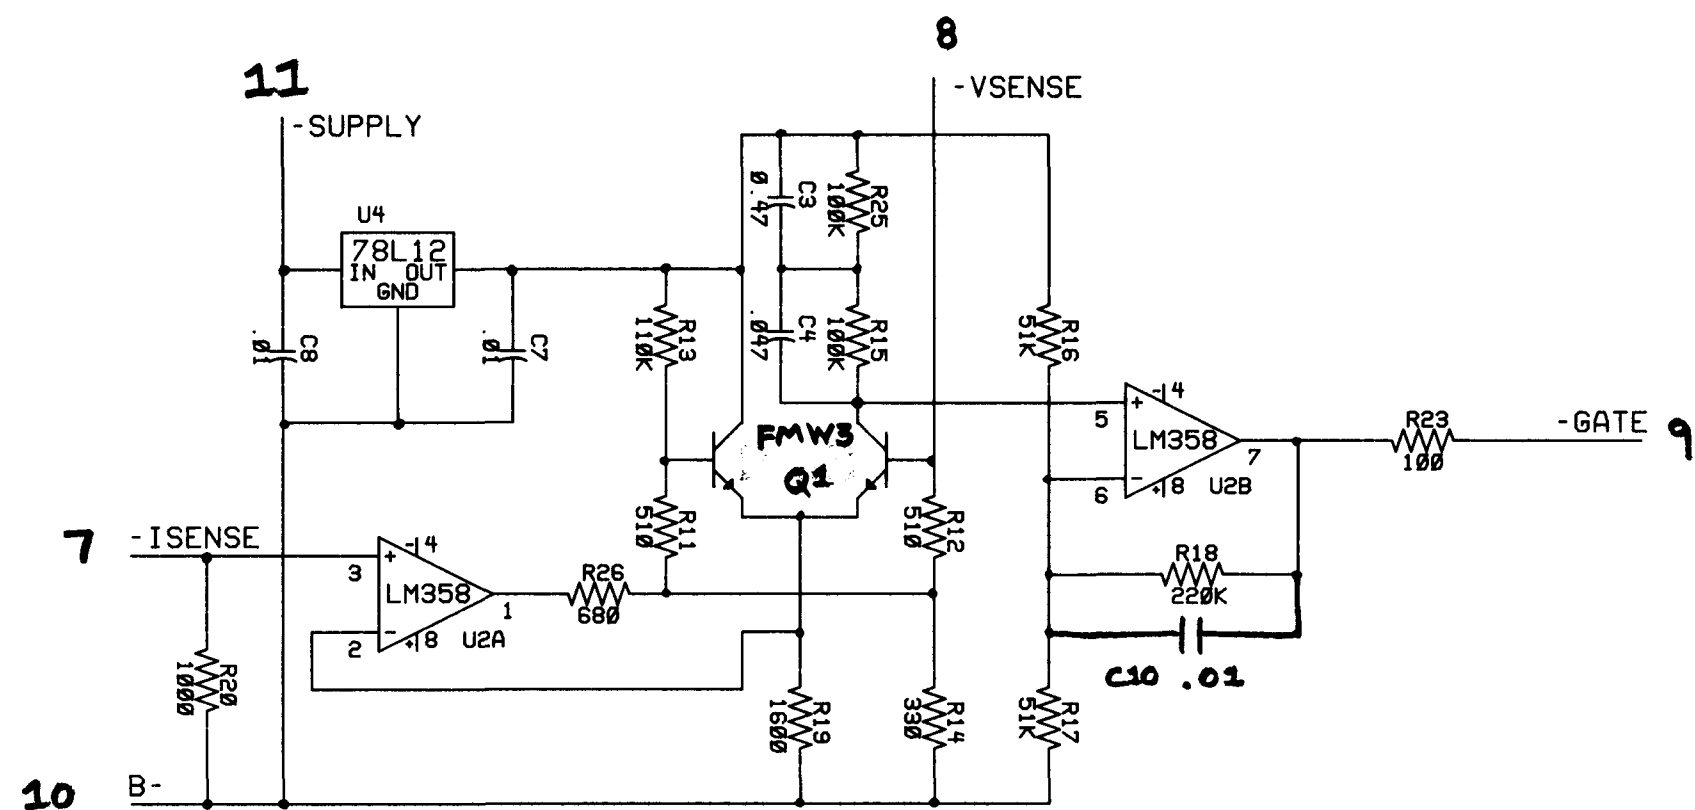 8
11
-VSENSE
-SUPPLY
U4
78L12
IN OUT
GND
C8
.01
C7
.01
R13
110K
C3
0.47
R25
100K
C4
.047
R15
100K
R16
51K
-4
+
5
LM358
7
6
-
+8
U2B
R23
100
-GATE 9
FMW3
Q1
R11
510
R12
510
7
-ISENSE
-4
+
3
LM358
1
2
-
+8
U2A
R26
680
R18
220K
C10 .01
R20
1000
R19
1600
R14
330
R17
51K
10
B-